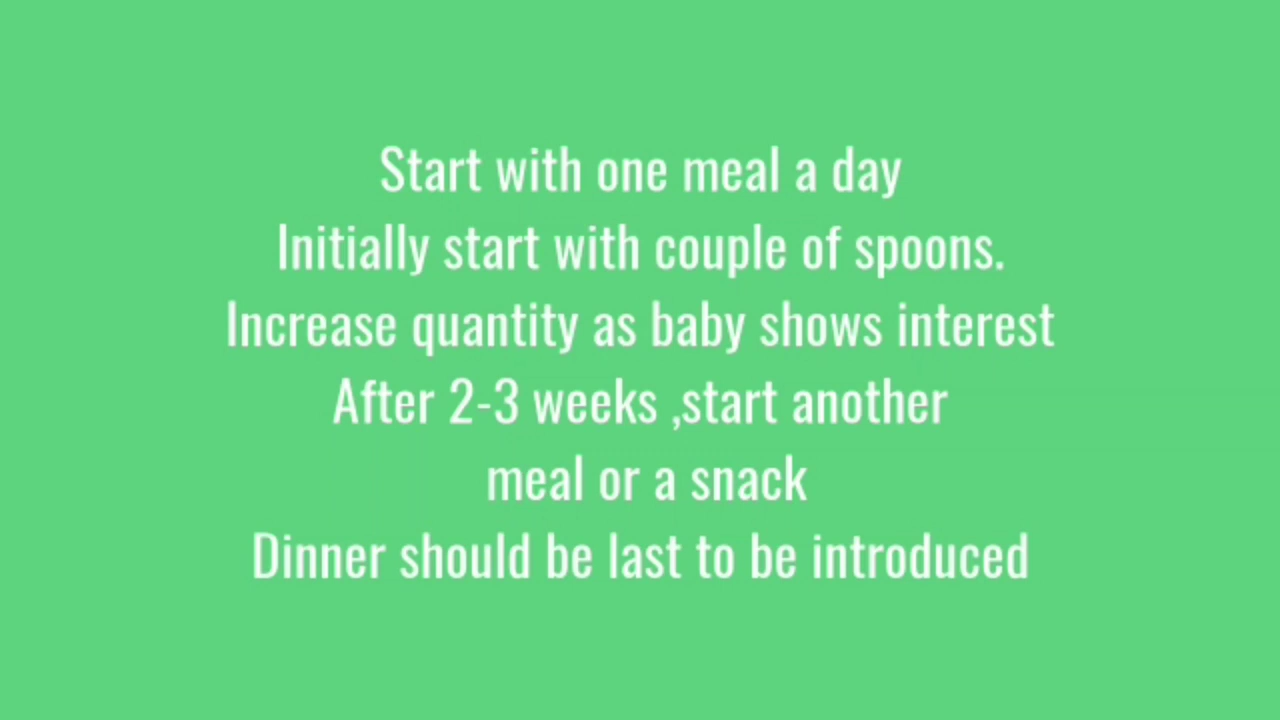 Start with one meal a day
Initially start with couple of spoons.
Increase quantity as baby shows interest
After 2-3 weeks ,start another
meal or a snack
Dinner should be last to be introduced